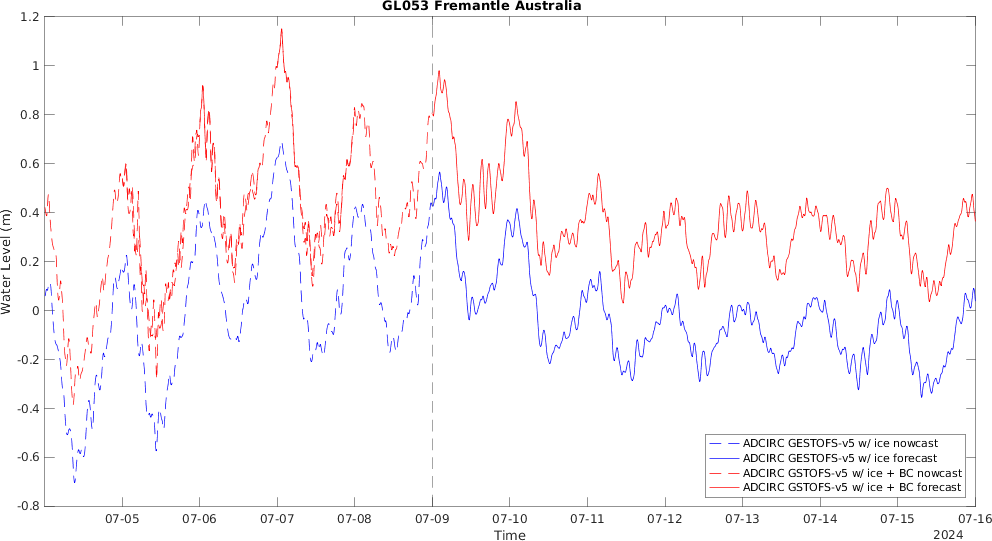 GL053 Fremantle Australia
1.2
1
0.8
0.6
0.4
0.2
0
-0.2
-0.4
-0.6
-0.8
Water Level (m)
ADCIRC GESTOFS-v5 w/ ice nowcast
ADCIRC GESTOFS-v5 w/ ice forecast
ADCIRC GSTOFS-v5 w/ ice + BC nowcast
ADCIRC GSTOFS-v5 w/ ice + BC forecast
07-05 07-06 07-07 07-08 07-09 07-10 07-11 07-12 07-13 07-14 07-15 07-16
Time
2024